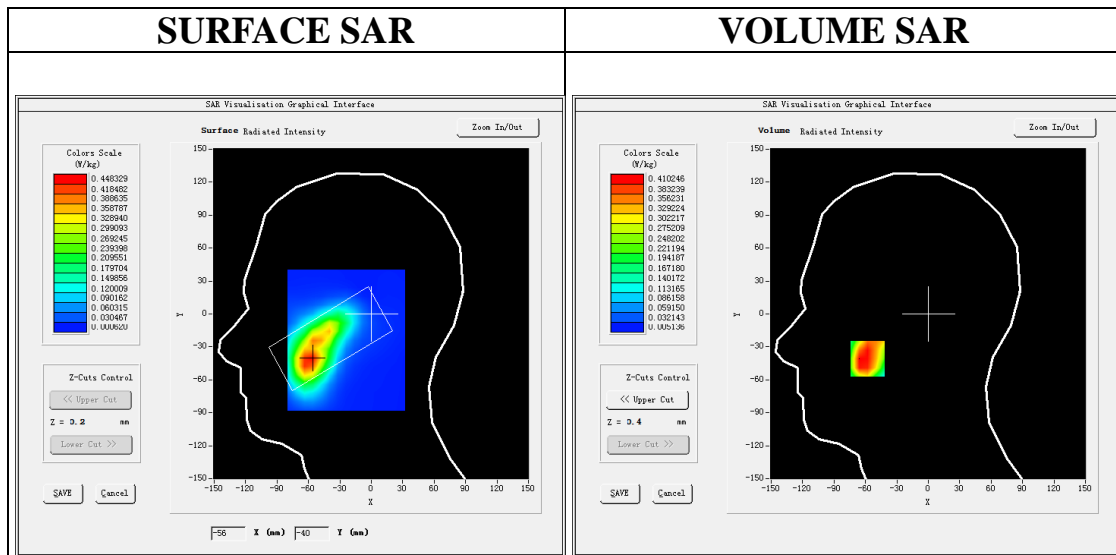 SURFACE SAR
VOLUME SAR
SAR Visualisation Graphical Interface
Surface Radiated Intensity
Zoom In/Out
Colors Scale
(W/kg)
0.448329
0.418482
0.388635
0.358787
0.328940
0.299093
0.269245
0.239398
0.209551
0.179704
0.149856
0.120009
0.090162
0.060315
0.030467
0.000620
150
120
90
60
30
0
-30
-60
-90
-120
-150
Y
-150 -120 -90 -60 -30 0 30 60 90 120 150
X
Z-Cuts Control
<< Upper Cut
Z = 0.2 mm
Lower Cut >>
SAVE Cancel
-56 X (mm) -40 Y (mm)
SAR Visualisation Graphical Interface
Volume Radiated Intensity
Zoom In/Out
Colors Scale
(W/kg)
0.410246
0.383239
0.356231
0.329224
0.302217
0.275209
0.248202
0.221194
0.194187
0.167180
0.140172
0.113165
0.086158
0.059150
0.032143
0.005136
150
120
90
60
30
0
-30
-60
-90
-120
-150
Y
-150 -120 -90 -60 -30 0 30 60 90 120 150
X
Z-Cuts Control
<< Upper Cut
Z = 0.4 mm
Lower Cut >>
SAVE Cancel